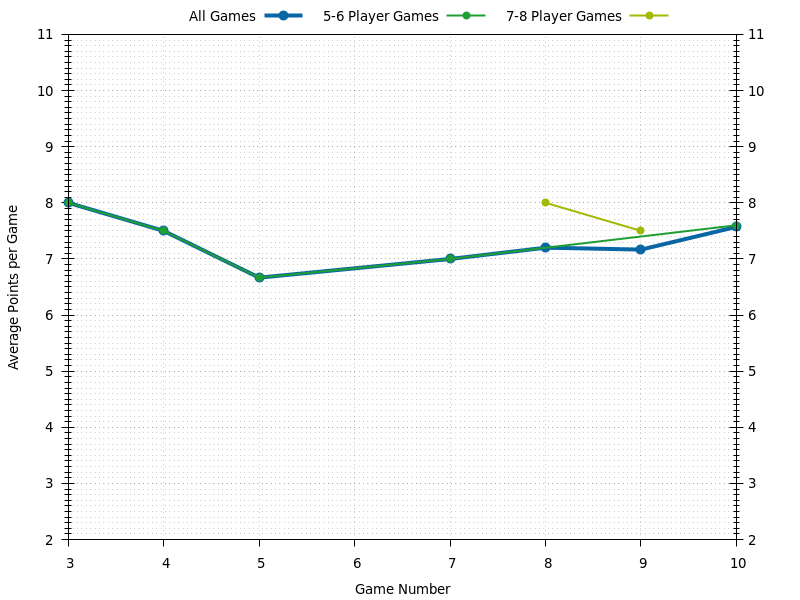 All Games 5-6 Player Games 7-8 Player Games
11 11
10 10
9 9
8 8
7 7
6 6
5 5
4 4
3 3
2 2
3 4 5 6 7 8 9 10
Average Points per Game
Game Number